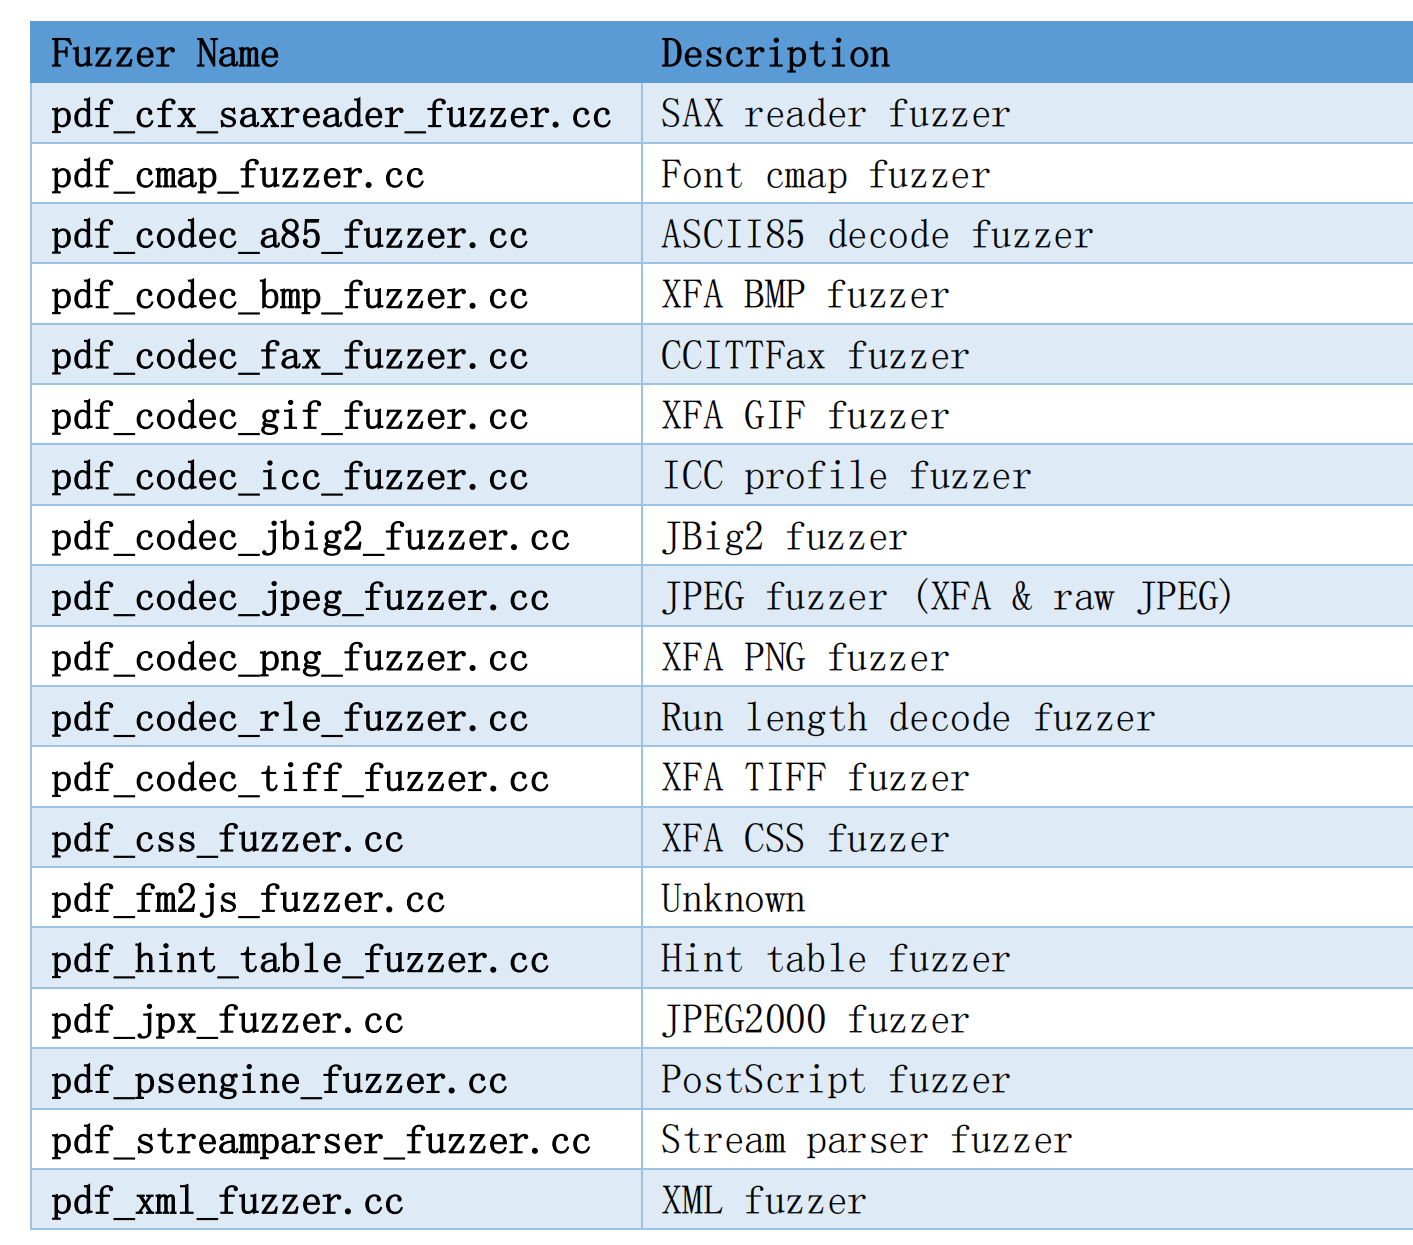 Fuzzer Name Description
pdf_cfx_saxreader_fuzzer.cc SAX reader fuzzer
pdf_cmap_fuzzer.cc Font cmap fuzzer
pdf_codec_a85_fuzzer.cc ASCII85 decode fuzzer
pdf_codec_bmp_fuzzer.cc XFA BMP fuzzer
pdf_codec_fax_fuzzer.cc CCITTFax fuzzer
pdf_codec_gif_fuzzer.cc XFA GIF fuzzer
pdf_codec_icc_fuzzer.cc ICC profile fuzzer
pdf_codec_jbig2_fuzzer.cc JBig2 fuzzer
pdf_codec_jpeg_fuzzer.cc JPEG fuzzer (XFA & raw JPEG)
pdf_codec_png_fuzzer.cc XFA PNG fuzzer
pdf_codec_rle_fuzzer.cc Run length decode fuzzer
pdf_codec_tiff_fuzzer.cc XFA TIFF fuzzer
pdf_css_fuzzer.cc XFA CSS fuzzer
pdf_fm2js_fuzzer.cc Unknown
pdf_hint_table_fuzzer.cc Hint table fuzzer
pdf_jpx_fuzzer.cc JPEG2000 fuzzer
pdf_psengine_fuzzer.cc PostScript fuzzer
pdf_streamparser_fuzzer.cc Stream parser fuzzer
pdf_xml_fuzzer.cc XML fuzzer